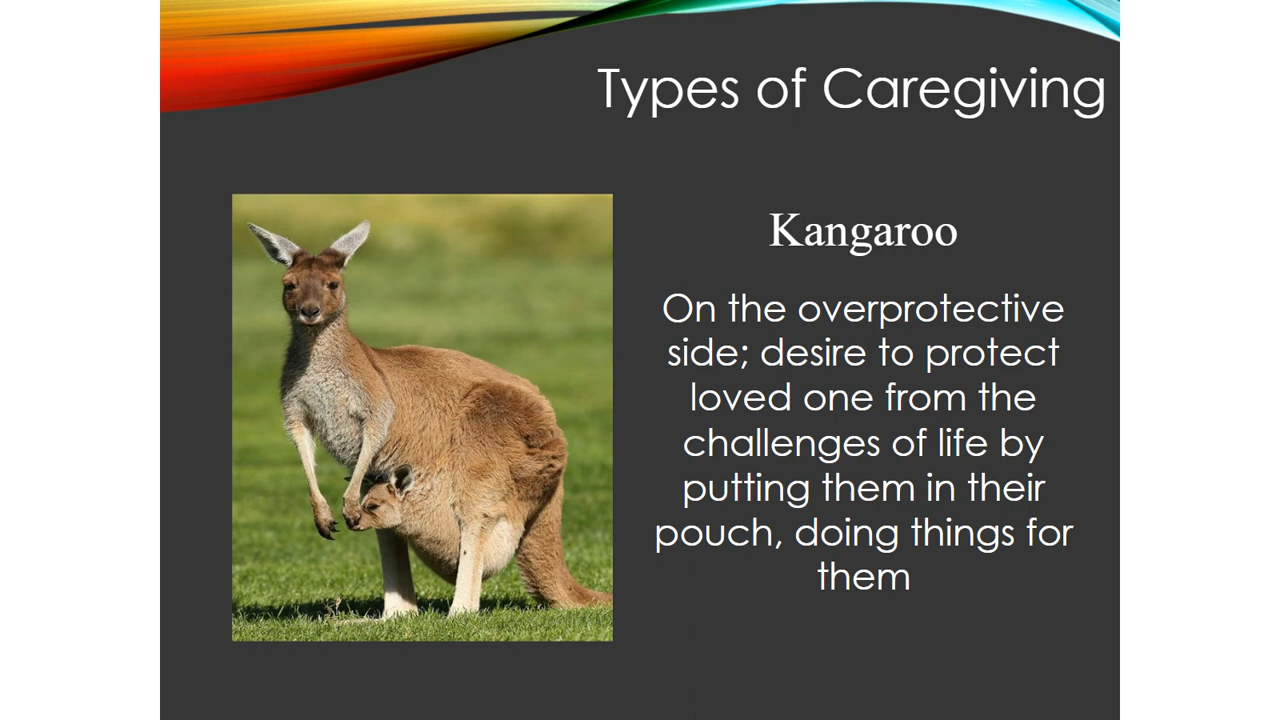 Types of Caregiving
Kangaroo
On the overprotective
side; desire to protect
loved one from the
challenges of life by
putting them in their
pouch, doing things for
them